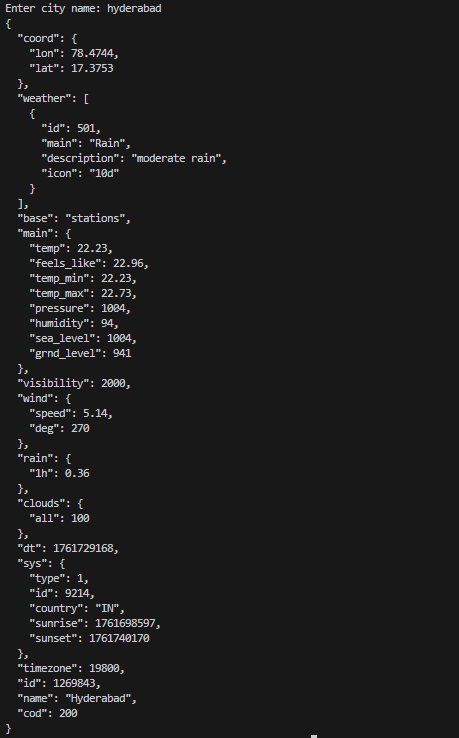 Enter city name: hyderabad
{
  "coord": {
    "lon": 78.4744,
    "lat": 17.3753
  },
  "weather": [
    {
      "id": 501,
      "main": "Rain",
      "description": "moderate rain",
      "icon": "10d"
    }
  ],
  "base": "stations",
  "main": {
    "temp": 22.23,
    "feels_like": 22.96,
    "temp_min": 22.23,
    "temp_max": 22.73,
    "pressure": 1004,
    "humidity": 94,
    "sea_level": 1004,
    "grnd_level": 941
  },
  "visibility": 2000,
  "wind": {
    "speed": 5.14,
    "deg": 270
  },
  "rain": {
    "1h": 0.36
  },
  "clouds": {
    "all": 100
  },
  "dt": 1761729168,
  "sys": {
    "type": 1,
    "id": 9214,
    "country": "IN",
    "sunrise": 1761698597,
    "sunset": 1761740170
  },
  "timezone": 19800,
  "id": 1269843,
  "name": "Hyderabad",
  "cod": 200
}